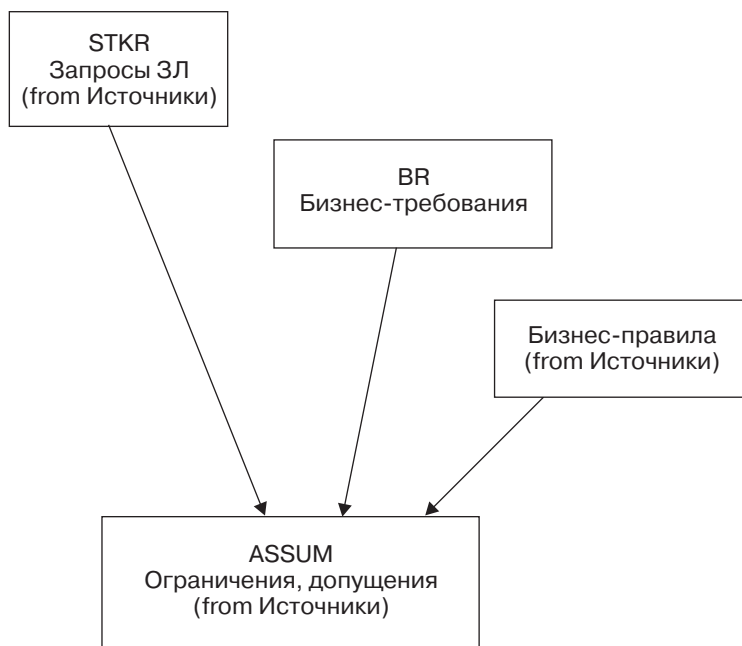 STKR
Запросы ЗЛ
(from Источники)
BR
Бизнес-требования
Бизнес-правила
(from Источники)
ASSUM
Ограничения, допущения
(from Источники)